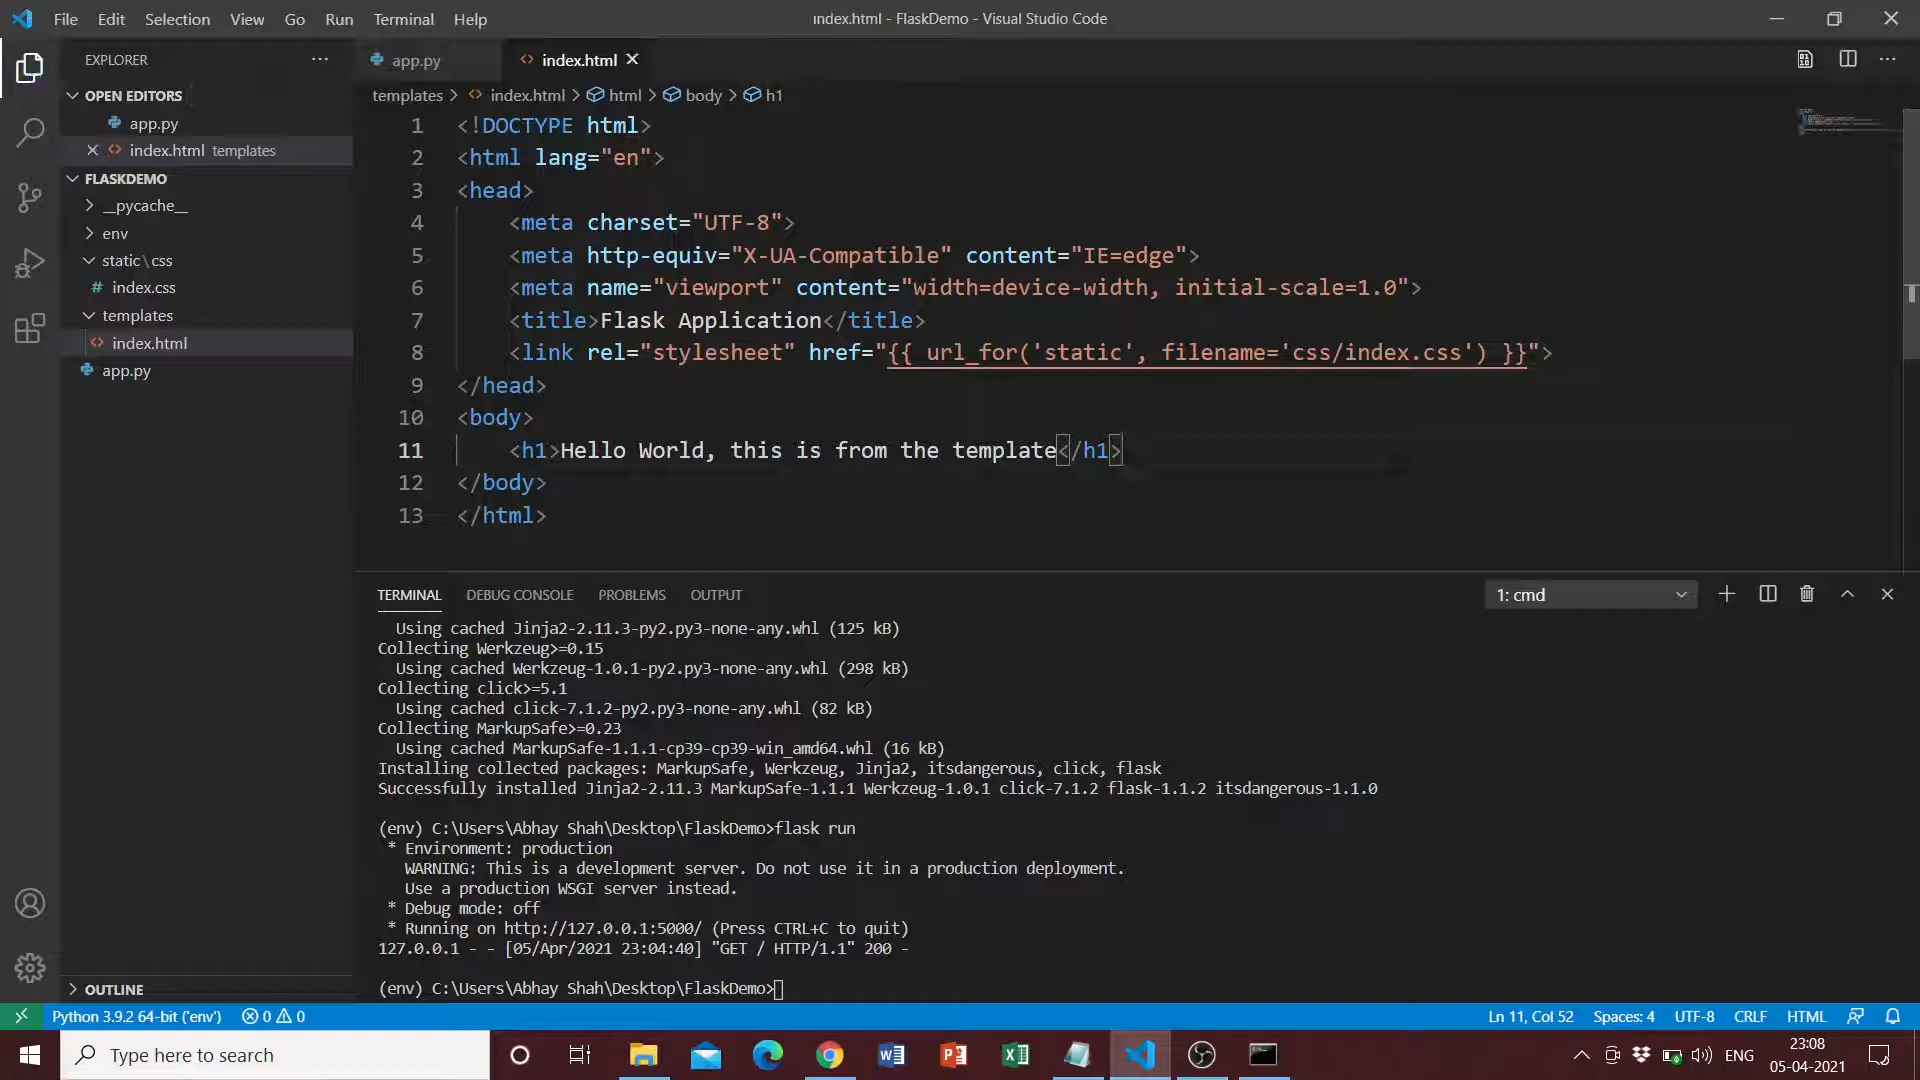 File Edit Selection View Go Run Terminal Help
index.html - FlaskDemo - Visual Studio Code
EXPLORER
OPEN EDITORS
app.py
index.html templates
FLASKDEMO
__pycache__
env
static\css
# index.css
templates
<> index.html
app.py
OUTLINE
app.py
<> index.html
templates > <> index.html > html > body > h1
1 <!DOCTYPE html>
2 <html lang="en">
3 <head>
4 <meta charset="UTF-8">
5 <meta http-equiv="X-UA-Compatible" content="IE=edge">
6 <meta name="viewport" content="width=device-width, initial-scale=1.0">
7 <title>Flask Application</title>
8 <link rel="stylesheet" href="{{ url_for('static', filename='css/index.css') }}">
9 </head>
10 <body>
11 <h1>Hello World, this is from the template</h1>
12 </body>
13 </html>
TERMINAL DEBUG CONSOLE PROBLEMS OUTPUT
1: cmd
Using cached Jinja2-2.11.3-py2.py3-none-any.whl (125 kB)
Collecting Werkzeug>=0.15
Using cached Werkzeug-1.0.1-py2.py3-none-any.whl (298 kB)
Collecting click>=5.1
Using cached click-7.1.2-py2.py3-none-any.whl (82 kB)
Collecting MarkupSafe>=0.23
Using cached MarkupSafe-1.1.1-cp39-cp39-win_amd64.whl (16 kB)
Installing collected packages: MarkupSafe, Werkzeug, Jinja2, itsdangerous, click, flask
Successfully installed Jinja2-2.11.3 MarkupSafe-1.1.1 Werkzeug-1.0.1 click-7.1.2 flask-1.1.2 itsdangerous-1.1.0
(env) C:\Users\Abhay Shah\Desktop\FlaskDemo>flask run
* Environment: production
WARNING: This is a development server. Do not use it in a production deployment.
Use a production WSGI server instead.
* Debug mode: off
* Running on http://127.0.0.1:5000/ (Press CTRL+C to quit)
127.0.0.1 - - [05/Apr/2021 23:04:40] "GET / HTTP/1.1" 200 -
(env) C:\Users\Abhay Shah\Desktop\FlaskDemo>
Python 3.9.2 64-bit ('env') 0 0
Ln 11, Col 52 Spaces: 4 UTF-8 CRLF HTML
Type here to search
ENG
23:08
05-04-2021